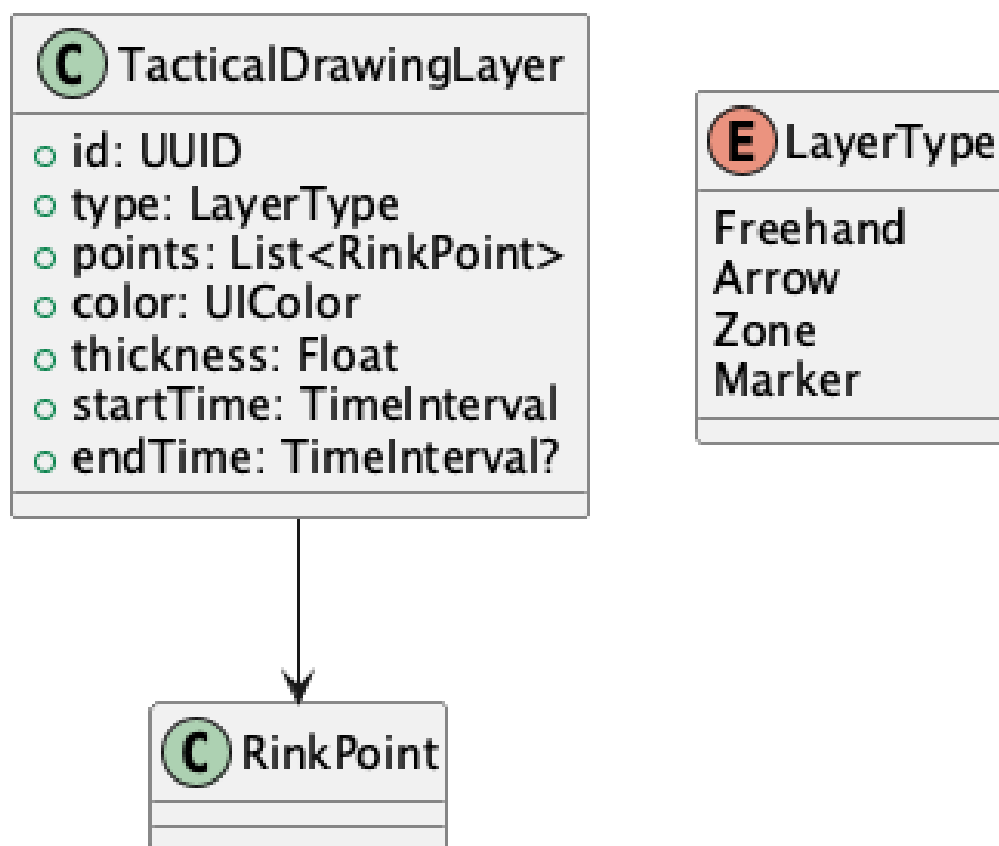 C TacticalDrawingLayer
id: UUID
type: LayerType
points: List<RinkPoint>
color: UIColor
thickness: Float
startTime: TimeInterval
endTime: TimeInterval?
E LayerType
Freehand
Arrow
Zone
Marker
C RinkPoint